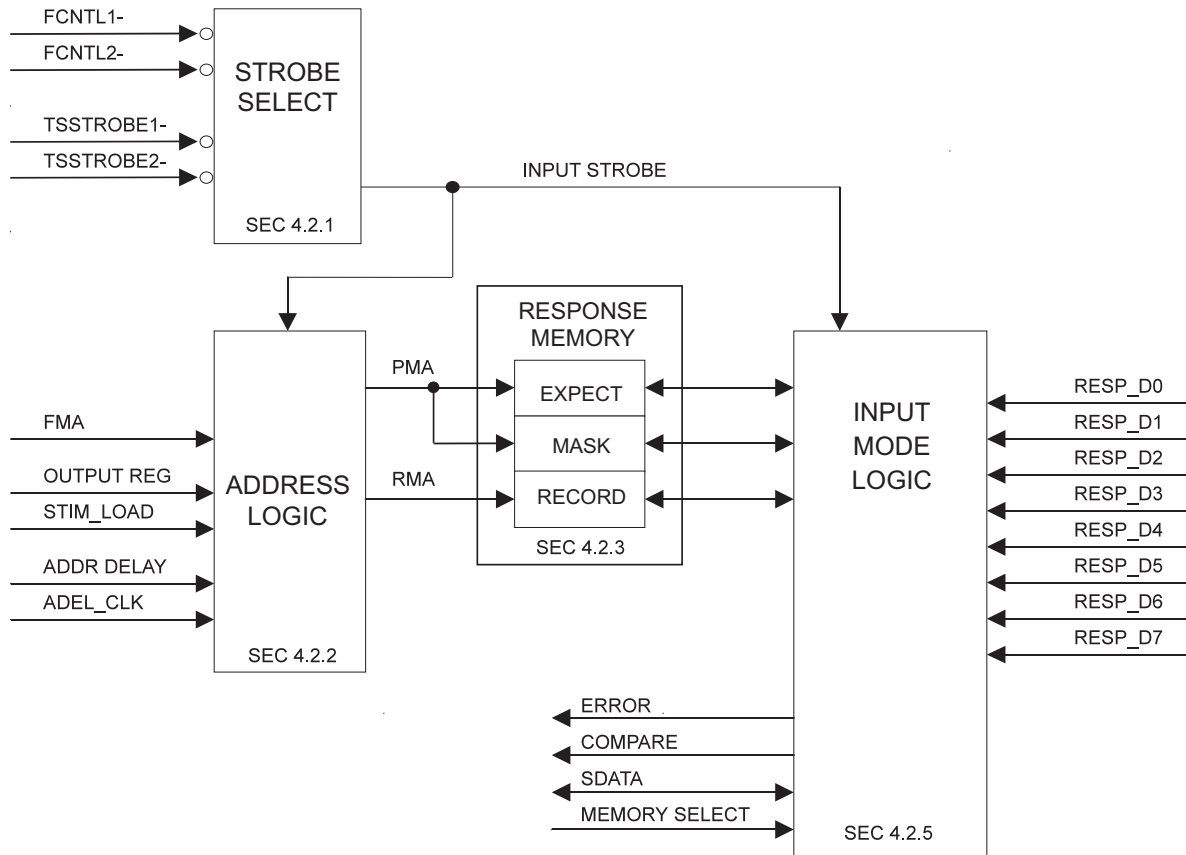 FCNTL1-
FCNTL2-
TSSTROBE1-
TSSTROBE2-
STROBE
SELECT
SEC 4.2.1
INPUT STROBE
FMA
OUTPUT REG
STIM_LOAD
ADDR DELAY
ADEL_CLK
ADDRESS
LOGIC
SEC 4.2.2
PMA
RMA
RESPONSE
MEMORY
EXPECT
MASK
RECORD
SEC 4.2.3
INPUT
MODE
LOGIC
SEC 4.2.5
RESP_D0
RESP_D1
RESP_D2
RESP_D3
RESP_D4
RESP_D5
RESP_D6
RESP_D7
ERROR
COMPARE
SDATA
MEMORY SELECT